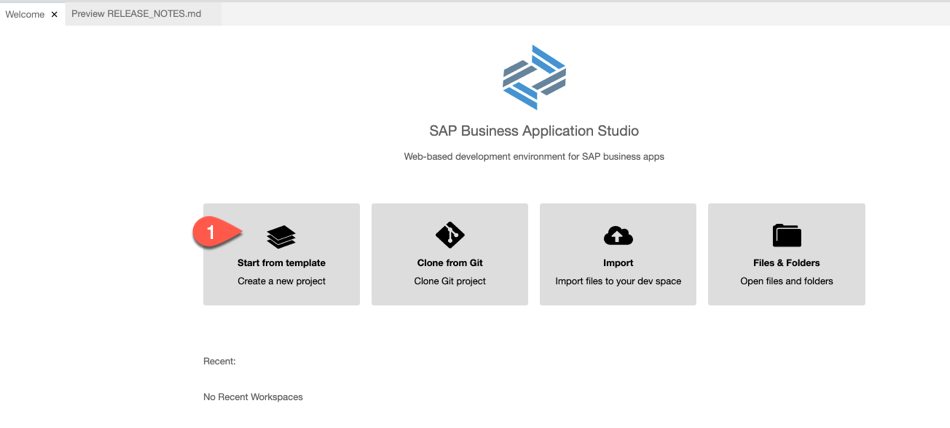 Welcome ×
Preview RELEASE_NOTES.md
SAP Business Application Studio
Web-based development environment for SAP business apps
1
Start from template
Create a new project
Clone from Git
Clone Git project
Import
Import files to your dev space
Files & Folders
Open files and folders
Recent:
No Recent Workspaces